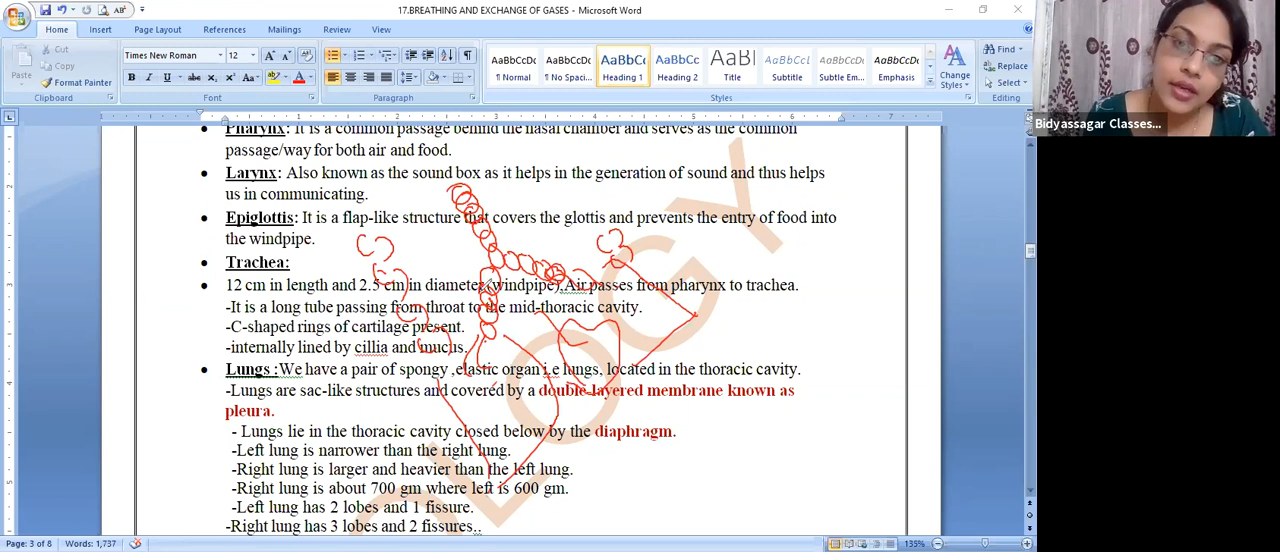 17.BREATHING AND EXCHANGE OF GASES - Microsoft Word
Home Insert Page Layout References Mailings Review View
Cut
Copy
Paste
Format Painter
Times New Roman 12
AaBbCcDc AaBbCcDc AaBbCc AaBbCc AaBl AaBbCcL AaBbCcDc AaBbCcDc
¶ Normal ¶ No Spaci... Heading 1 Heading 2 Title Subtitle Subtle Em... Emphasis
Change Styles
Find
Replace
Select
Clipboard Font Paragraph Styles Editing
Bidyassagar Classes...
Pharynx: It is a common passage behind the nasal chamber and serves as the common
passage/way for both air and food.
Larynx: Also known as the sound box as it helps in the generation of sound and thus helps
us in communicating.
Epiglottis: It is a flap-like structure that covers the glottis and prevents the entry of food into
the windpipe.
Trachea:
12 cm in length and 2.5 cm in diameter (windpipe),Air passes from pharynx to trachea.
-It is a long tube passing from throat to the mid-thoracic cavity.
-C-shaped rings of cartilage present.
-internally lined by cillia and mucus.
Lungs :We have a pair of spongy ,elastic organ i,e lungs, located in the thoracic cavity.
-Lungs are sac-like structures and covered by a double-layered membrane known as
pleura.
- Lungs lie in the thoracic cavity closed below by the diaphragm.
-Left lung is narrower than the right lung.
-Right lung is larger and heavier than the left lung.
-Right lung is about 700 gm where left is 600 gm.
-Left lung has 2 lobes and 1 fissure.
-Right lung has 3 lobes and 2 fissures..
OLOGY
Page: 3 of 8 Words: 1,737 135%